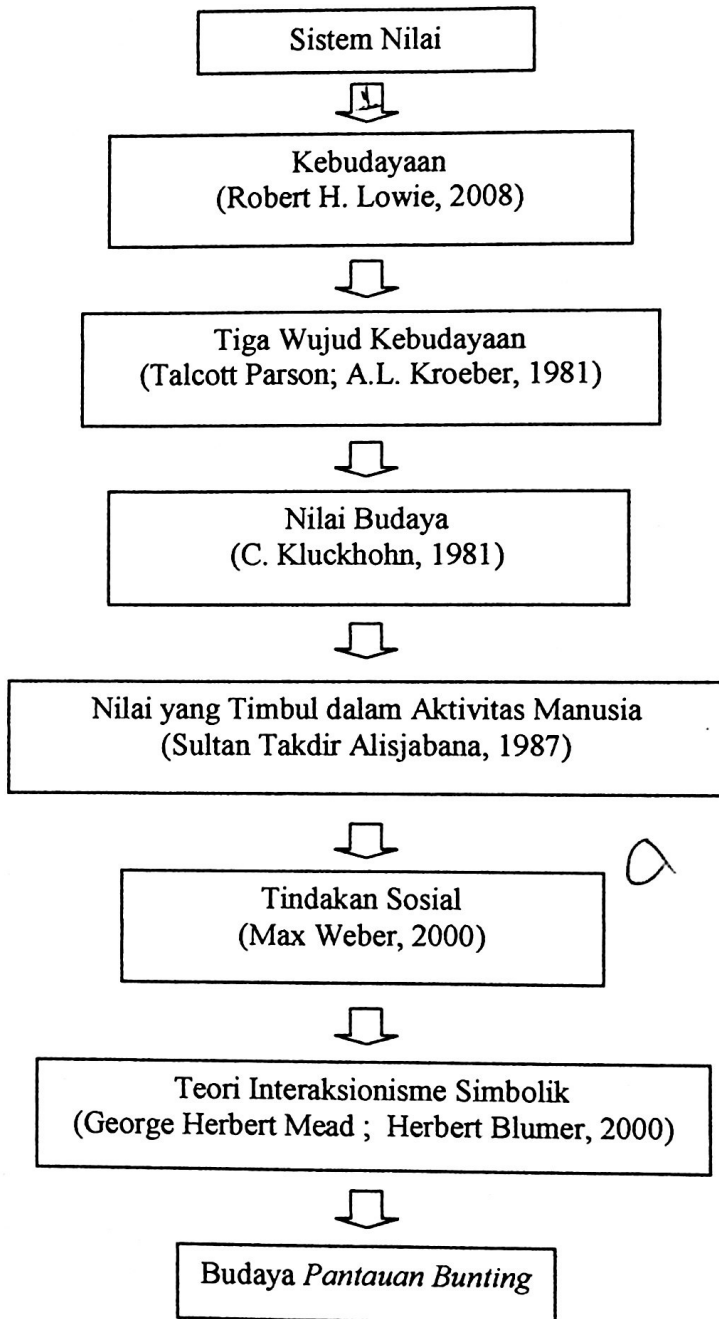 Sistem Nilai
Kebudayaan
(Robert H. Lowie, 2008)
Tiga Wujud Kebudayaan
(Talcott Parson; A.L. Kroeber, 1981)
Nilai Budaya
(C. Kluckhohn, 1981)
Nilai yang Timbul dalam Aktivitas Manusia
(Sultan Takdir Alisjabana, 1987)
Tindakan Sosial
(Max Weber, 2000)
Teori Interaksionisme Simbolik
(George Herbert Mead ; Herbert Blumer, 2000)
Budaya Pantauan Bunting